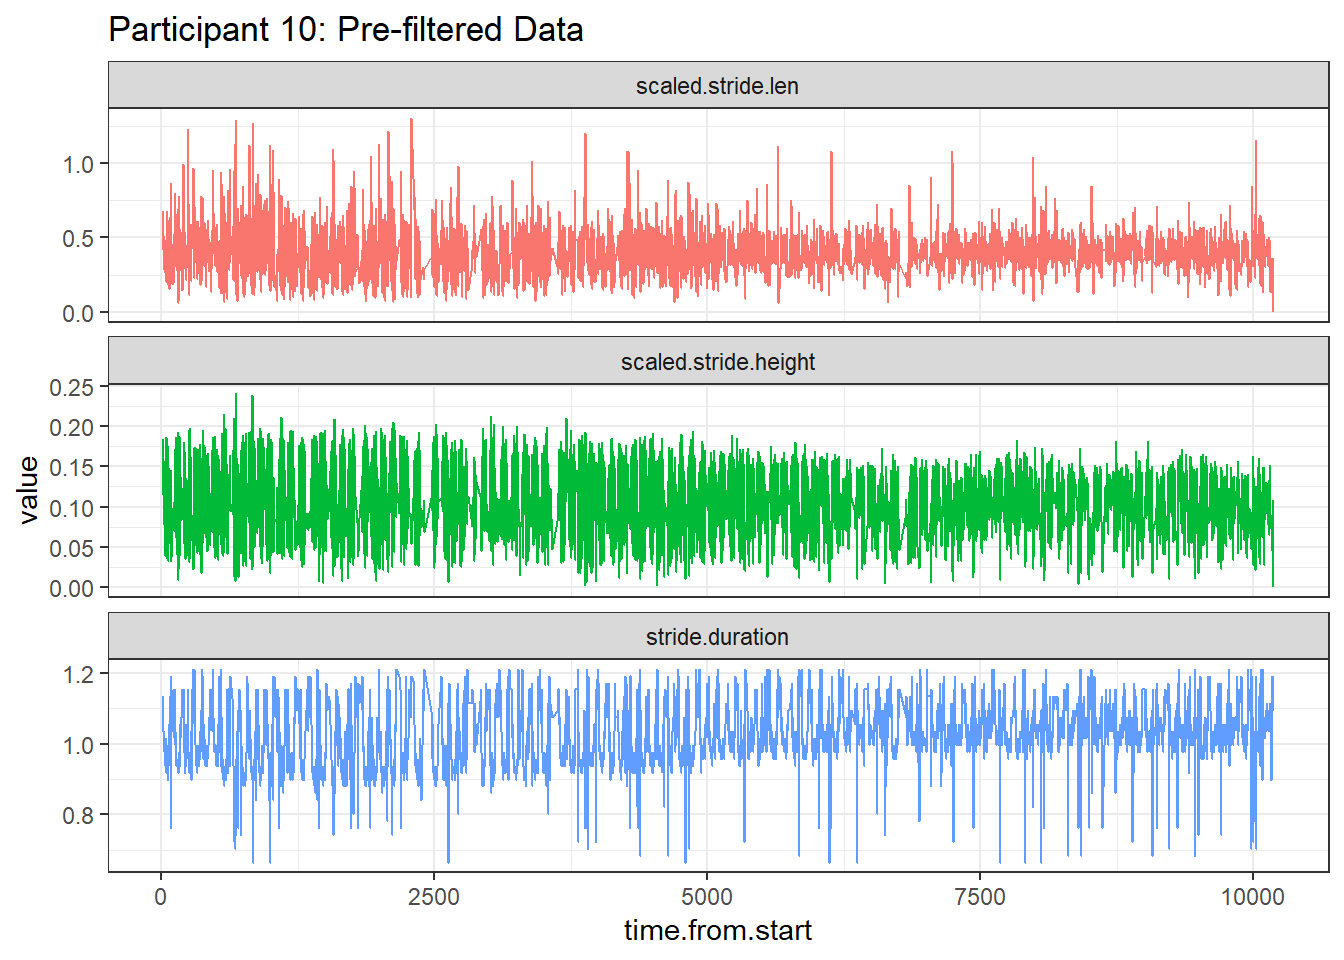 Participant 10: Pre-filtered Data
scaled.stride.len
1.0
0.5
0.0
scaled.stride.height
0.25
0.20
0.15
0.10
0.05
0.00
value
stride.duration
1.2
1.0
0.8
0
2500
5000
7500
10000
time.from.start